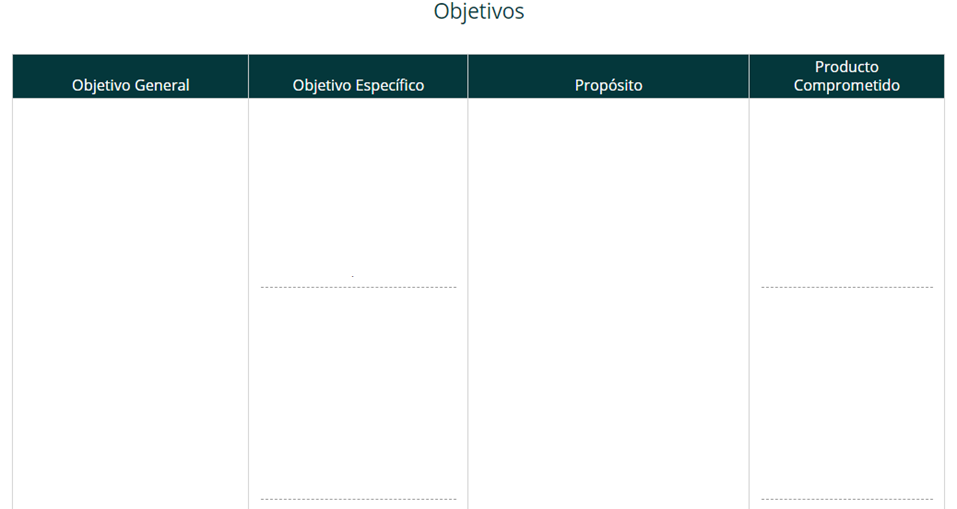 Objetivos
Objetivo General
Objetivo Específico
Propósito
Producto
Comprometido